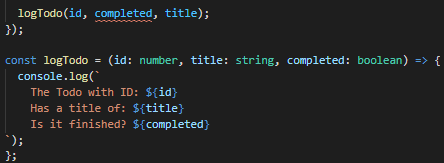 logTodo(id, completed, title);
});
const logTodo = (id: number, title: string, completed: boolean) => {
console.log(`
The Todo with ID: ${id}
Has a title of: ${title}
Is it finished? ${completed}
`);
};